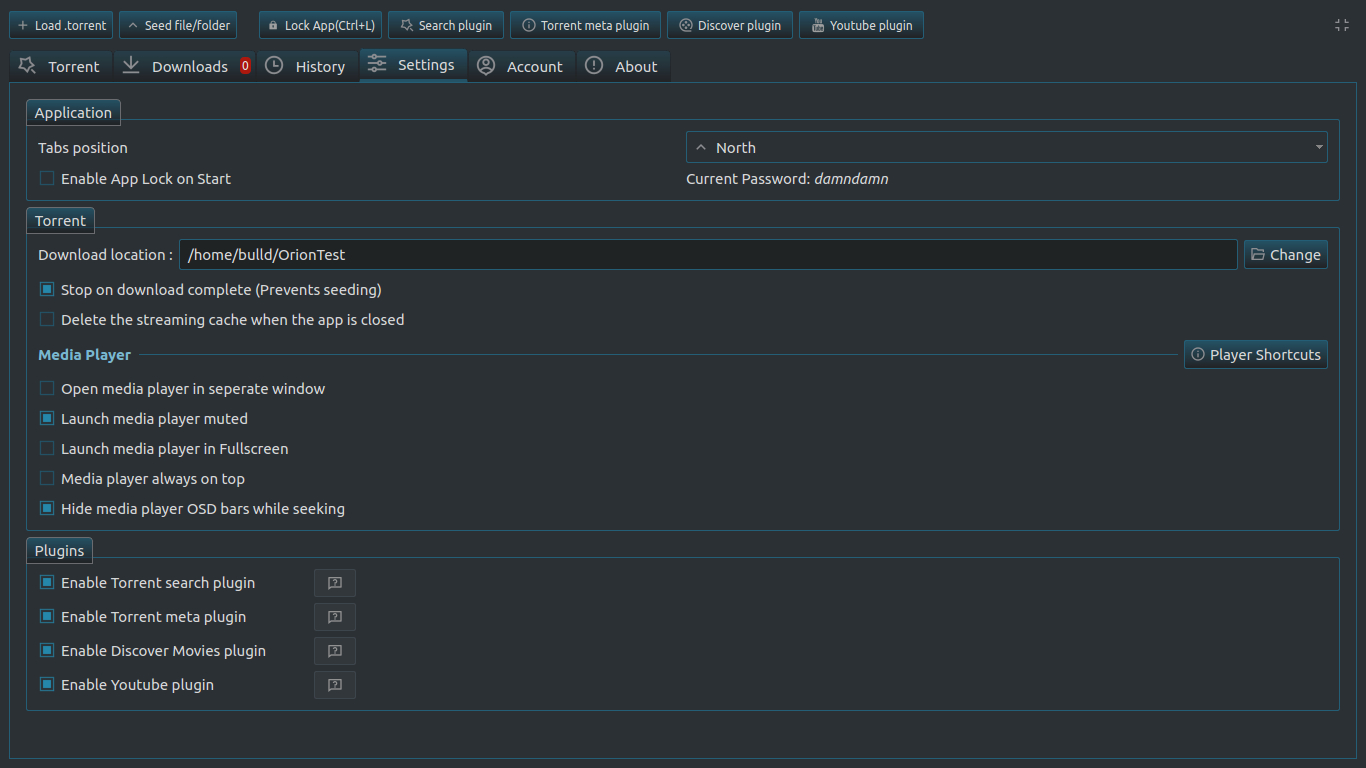 Load .torrent Seed file/folder Lock App(Ctrl+L) Search plugin Torrent meta plugin Discover plugin Youtube plugin
Torrent Downloads 0 History Settings Account About
Application
Tabs position North
Enable App Lock on Start Current Password: damndamn
Torrent
Download location : /home/bulld/OrionTest Change
Stop on download complete (Prevents seeding)
Delete the streaming cache when the app is closed
Media Player Player Shortcuts
Open media player in seperate window
Launch media player muted
Launch media player in Fullscreen
Media player always on top
Hide media player OSD bars while seeking
Plugins
Enable Torrent search plugin
Enable Torrent meta plugin
Enable Discover Movies plugin
Enable Youtube plugin